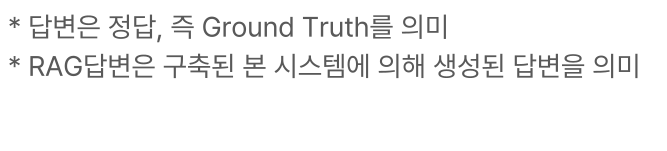 * 답변은 정답, 즉 Ground Truth를 의미
* RAG답변은 구축된 본 시스템에 의해 생성된 답변을 의미